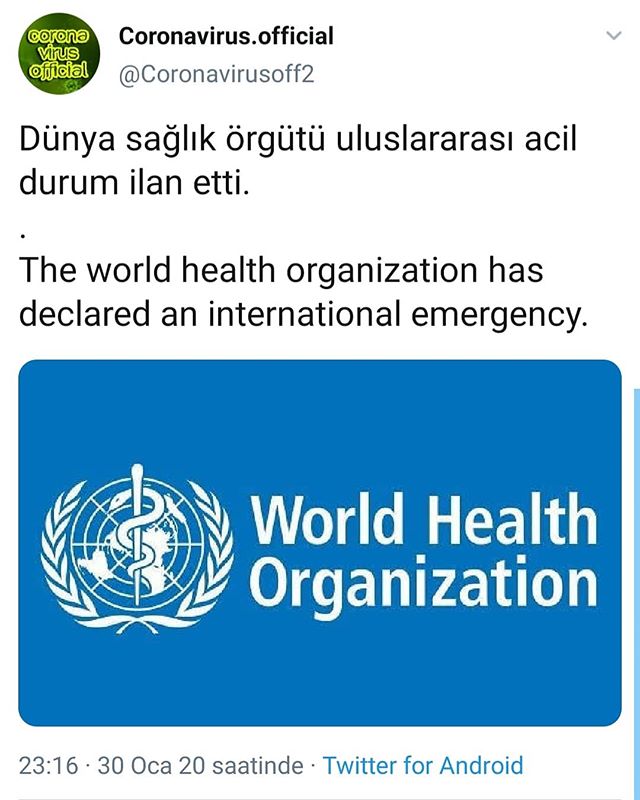 corona
virus
official
Coronavirus.official
@Coronavirusoff2
Dünya sağlık örgütü uluslararası acil
durum ilan etti.
.
The world health organization has
declared an international emergency.
World Health
Organization
23:16 · 30 Oca 20 saatinde · Twitter for Android